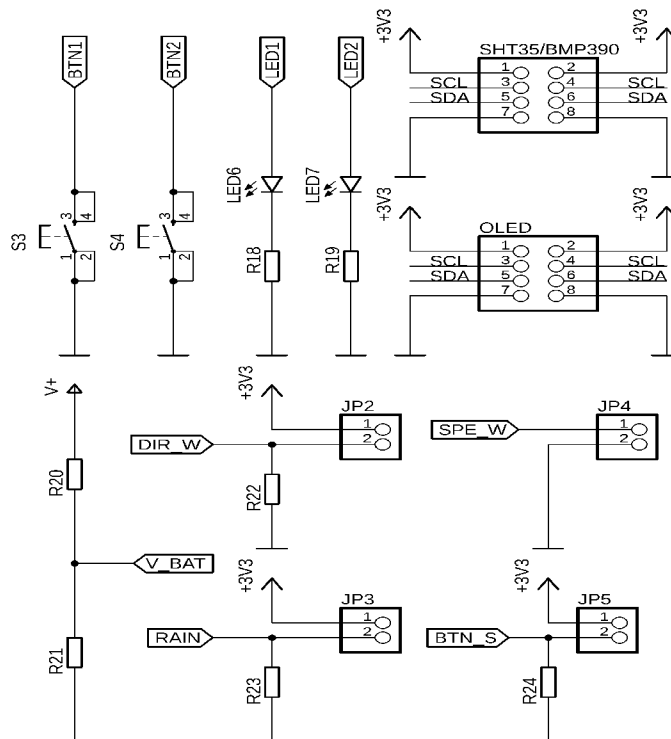 BTN1
BTN2
LED1
LED2
+3V3
+3V3
SHT35/BMP390
1 2
SCL 3 4 SCL
SDA 5 6 SDA
7 8
LED6
LED7
S3
3 4
1 2
S4
3 4
1 2
R18
R19
+3V3
+3V3
OLED
1 2
SCL 3 4 SCL
SDA 5 6 SDA
7 8
V+
R20
V_BAT
R21
+3V3
JP2
1
DIR_W 2
R22
JP4
SPE_W 1
2
+3V3
JP3
1
RAIN 2
R23
+3V3
JP5
1
BTN_S 2
R24